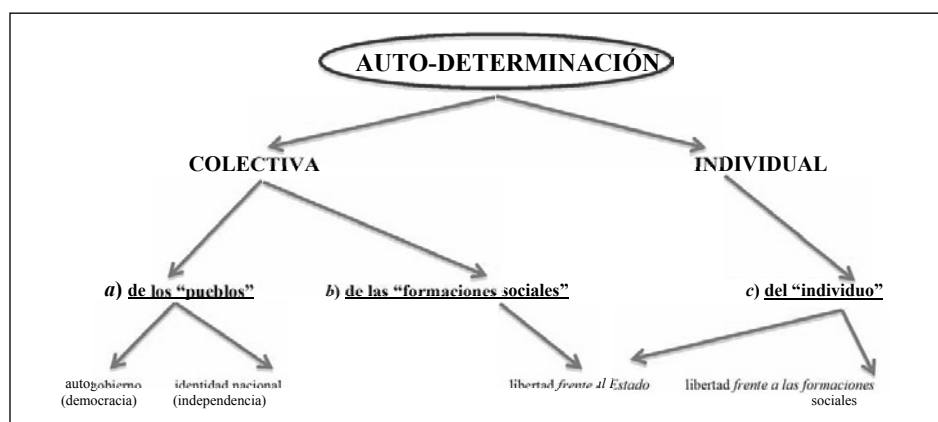 AUTO-DETERMINACIÓN
COLECTIVA INDIVIDUAL
a) de los “pueblos” b) de las “formaciones sociales” c) del “individuo”
autogobierno identidad nacional libertad frente al Estado libertad frente a las formaciones
(democracia) (independencia) sociales